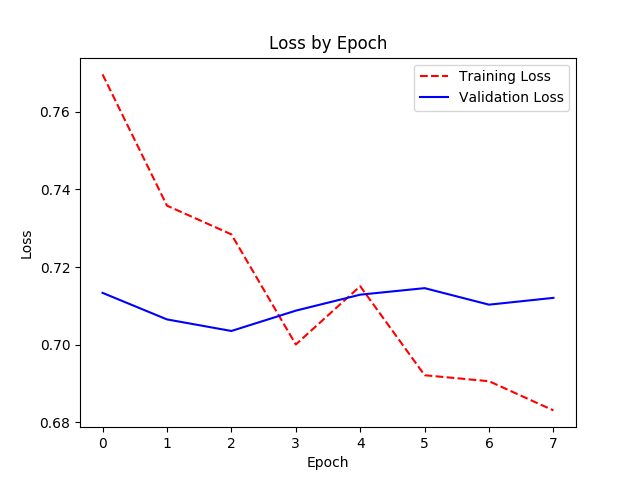 Loss by Epoch
Training Loss
Validation Loss
0.76
0.74
0.72
0.70
0.68
Loss
0 1 2 3 4 5 6 7
Epoch